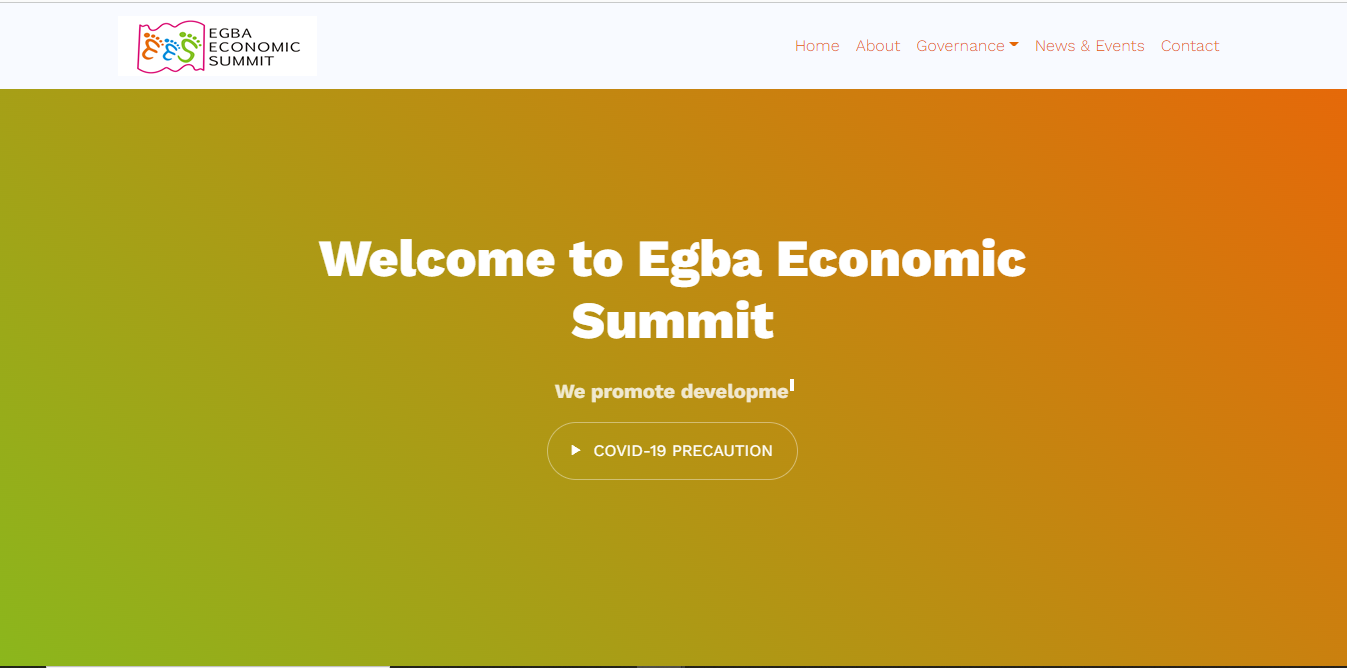 EGBA
ECONOMIC
SUMMIT
Home About Governance News & Events Contact
Welcome to Egba Economic
Summit
We promote developme
COVID-19 PRECAUTION